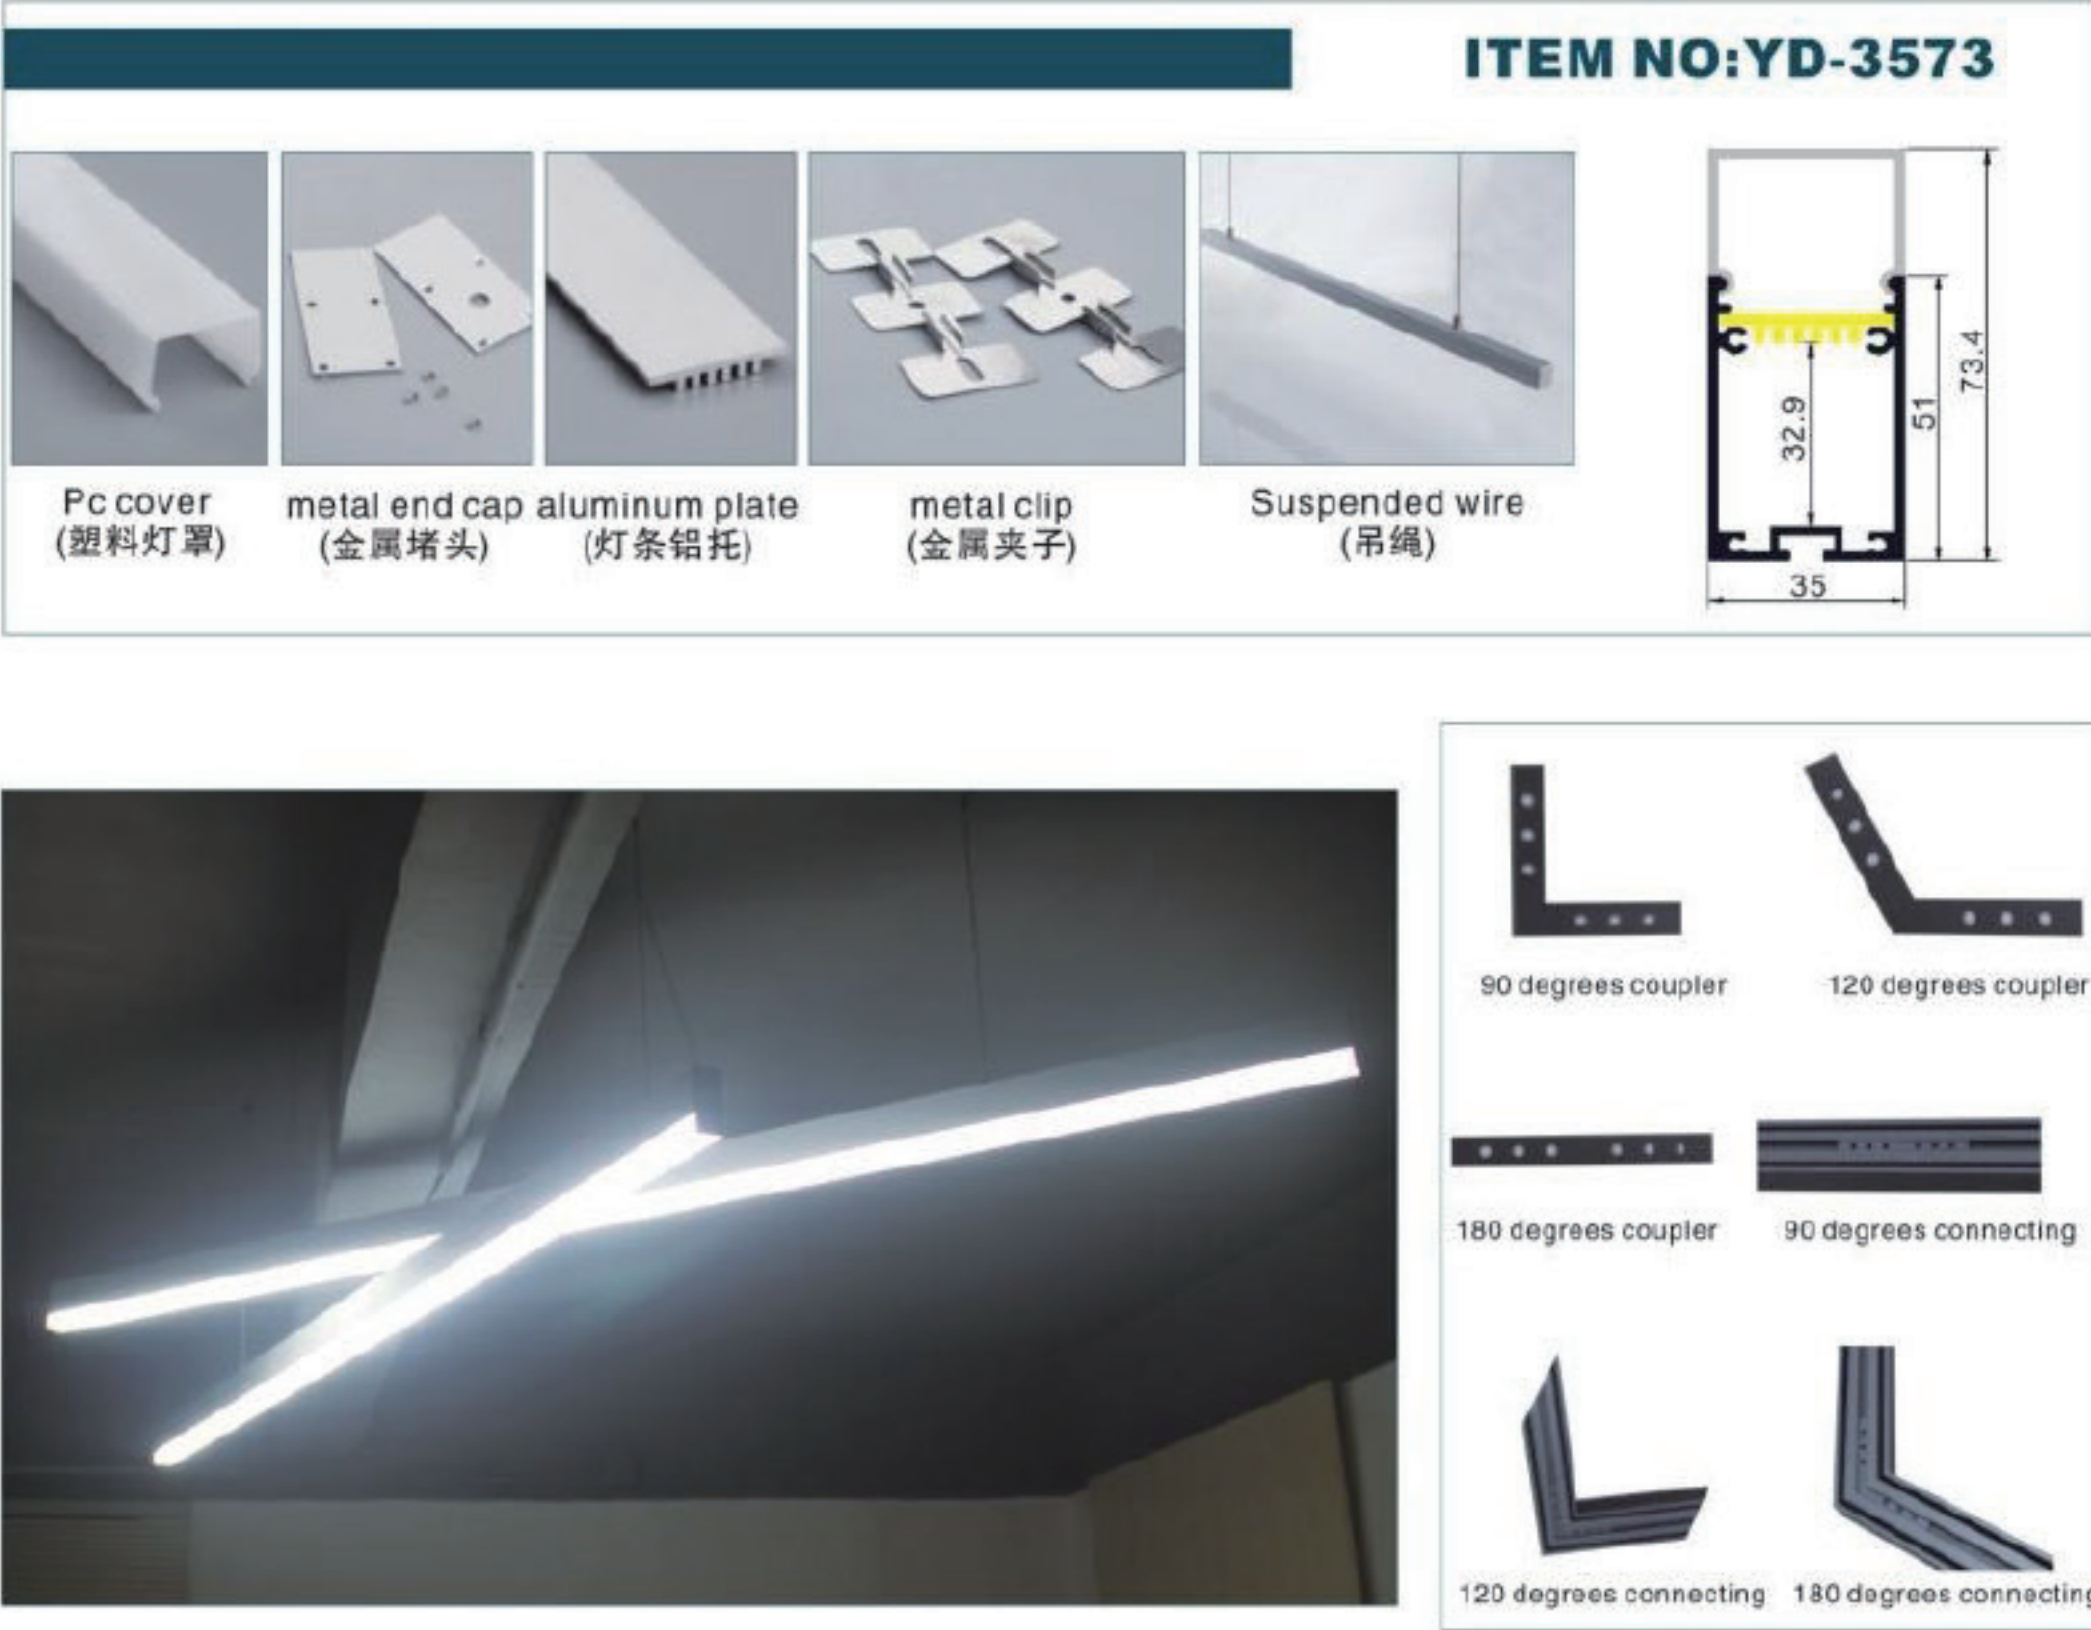 ITEM NO:YD-3573
Pc cover
(塑料灯罩)
metal end cap
(金属堵头)
aluminum plate
(灯条铝托)
metal clip
(金属夹子)
Suspended wire
(吊绳)
32.9
51
73.4
35
90 degrees coupler
120 degrees coupler
180 degrees coupler
90 degrees connecting
120 degrees connecting
180 degrees connecting